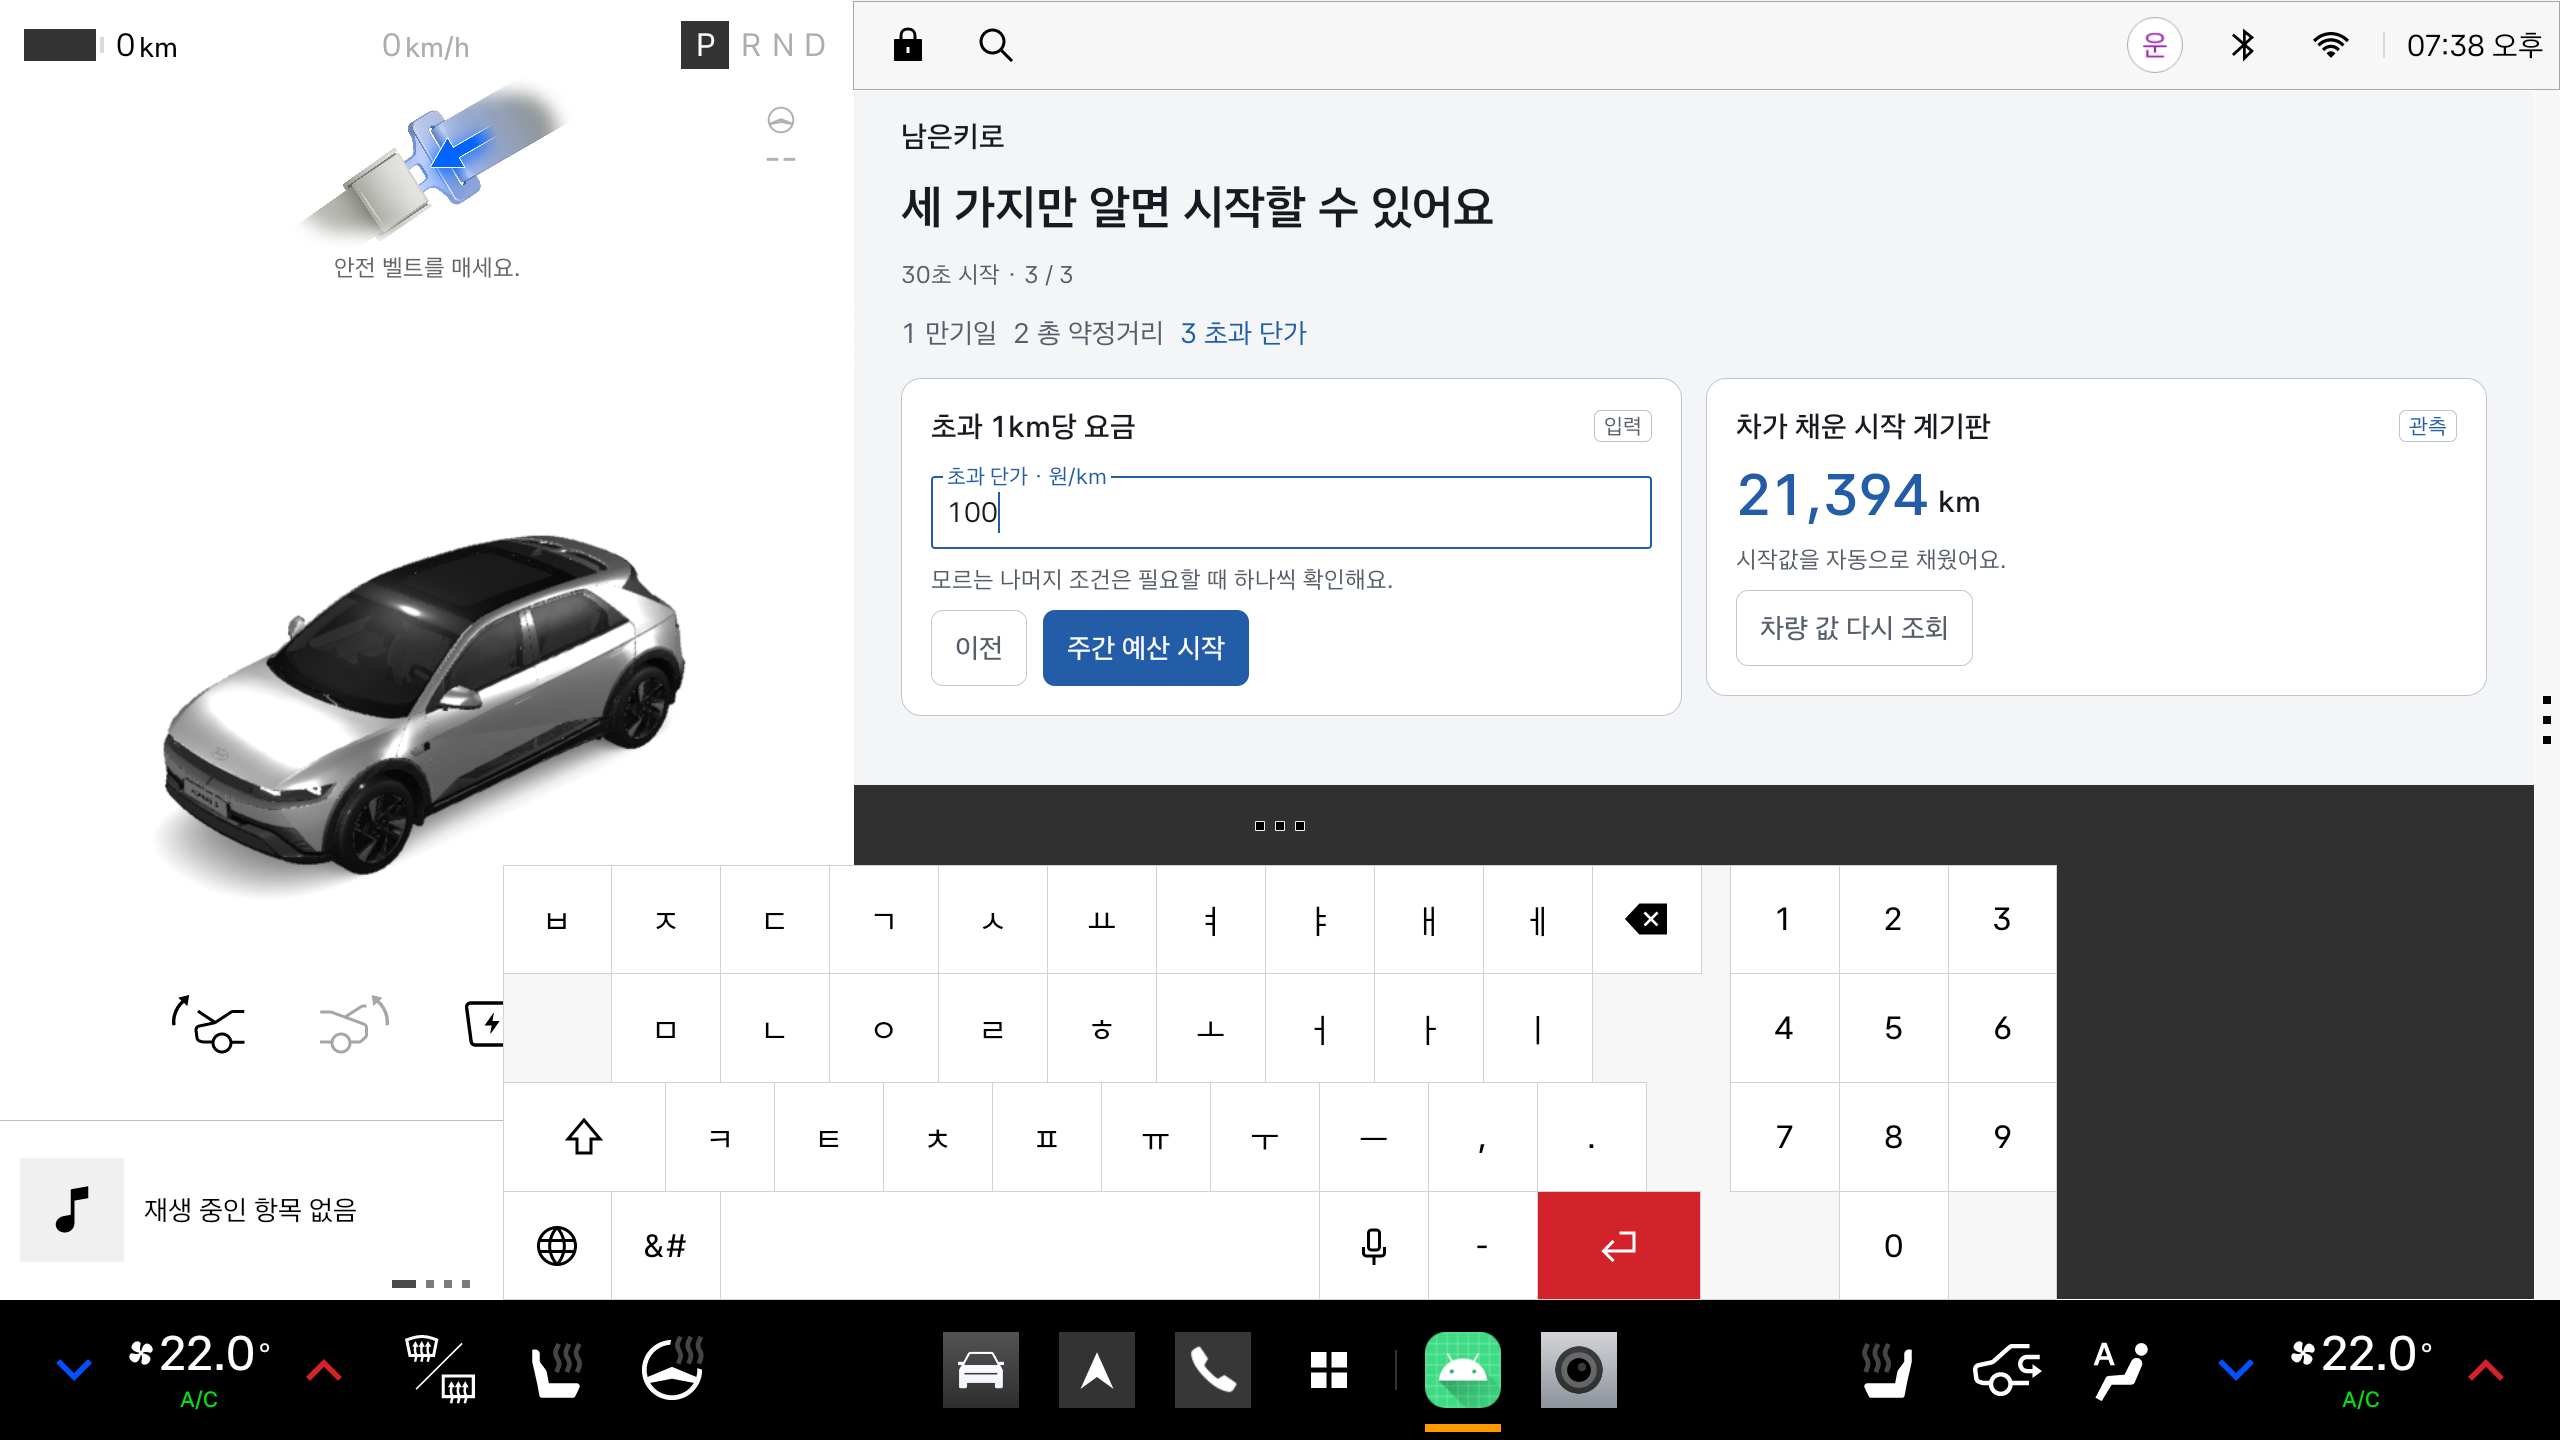 0 km
0 km/h
P R N D
운
07:38 오후
안전 벨트를 매세요.
남은키로
세 가지만 알면 시작할 수 있어요
30초 시작 · 3 / 3
1 만기일 2 총 약정거리 3 초과 단가
초과 1km당 요금
입력
초과 단가 · 원/km
100
모르는 나머지 조건은 필요할 때 하나씩 확인해요.
이전
주간 예산 시작
차가 채운 시작 계기판
관측
21,394 km
시작값을 자동으로 채웠어요.
차량 값 다시 조회
ㅂ ㅈ ㄷ ㄱ ㅅ ㅛ ㅕ ㅑ ㅐ ㅔ 1 2 3
ㅁ ㄴ ㅇ ㄹ ㅎ ㅗ ㅓ ㅏ ㅣ 4 5 6
ㅋ ㅌ ㅊ ㅍ ㅠ ㅜ ㅡ , . 7 8 9
&# - 0
재생 중인 항목 없음
22.0°
A/C
A
22.0°
A/C